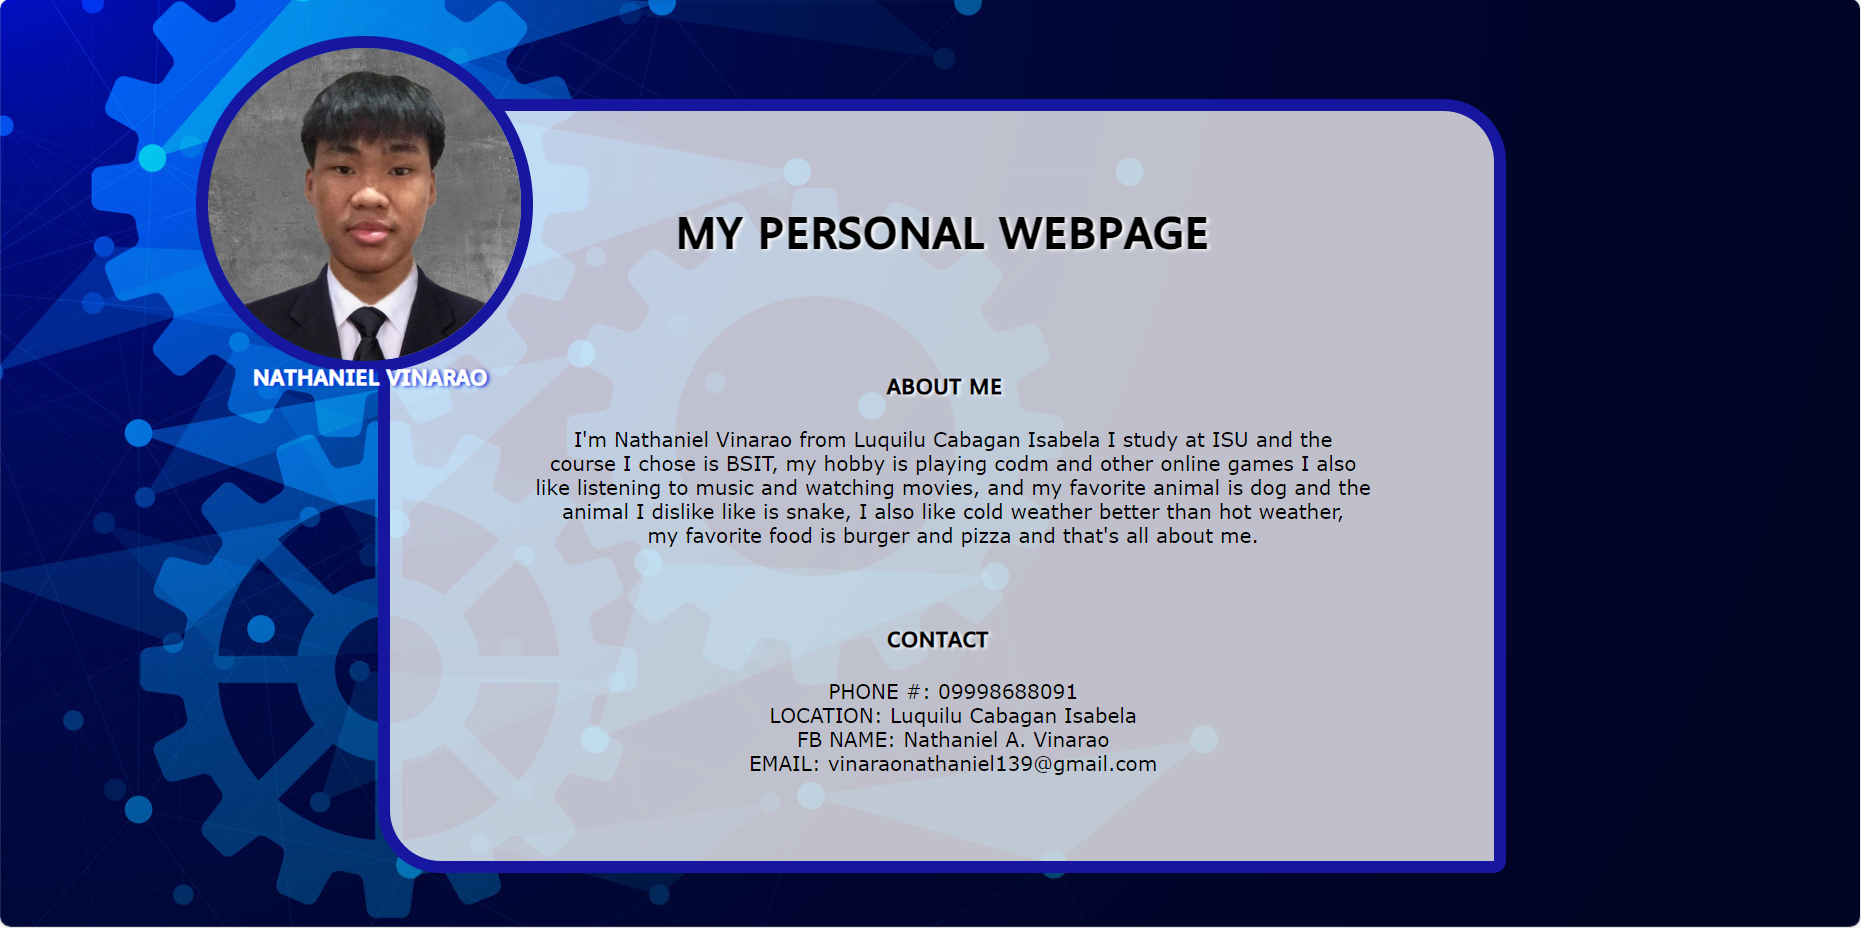 MY PERSONAL WEBPAGE
NATHANIEL VINARAO
ABOUT ME
I'm Nathaniel Vinarao from Luquilu Cabagan Isabela I study at ISU and the
course I chose is BSIT, my hobby is playing codm and other online games I also
like listening to music and watching movies, and my favorite animal is dog and the
animal I dislike like is snake, I also like cold weather better than hot weather,
my favorite food is burger and pizza and that's all about me.
CONTACT
PHONE #: 09998688091
LOCATION: Luquilu Cabagan Isabela
FB NAME: Nathaniel A. Vinarao
EMAIL: vinaraonathaniel139@gmail.com